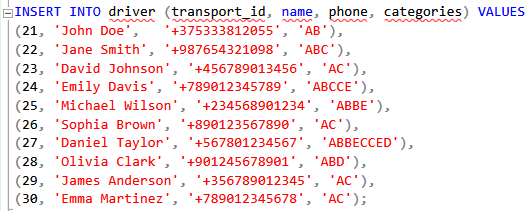 INSERT INTO driver (transport_id, name, phone, categories) VALUES
(21, 'John Doe', '+375333812055', 'AB'),
(22, 'Jane Smith', '+987654321098', 'ABC'),
(23, 'David Johnson', '+456789013456', 'AC'),
(24, 'Emily Davis', '+789012345789', 'ABCCE'),
(25, 'Michael Wilson', '+234568901234', 'ABBE'),
(26, 'Sophia Brown', '+890123567890', 'AC'),
(27, 'Daniel Taylor', '+567801234567', 'ABBECCED'),
(28, 'Olivia Clark', '+901245678901', 'ABD'),
(29, 'James Anderson', '+356789012345', 'AC'),
(30, 'Emma Martinez', '+789012345678', 'AC');